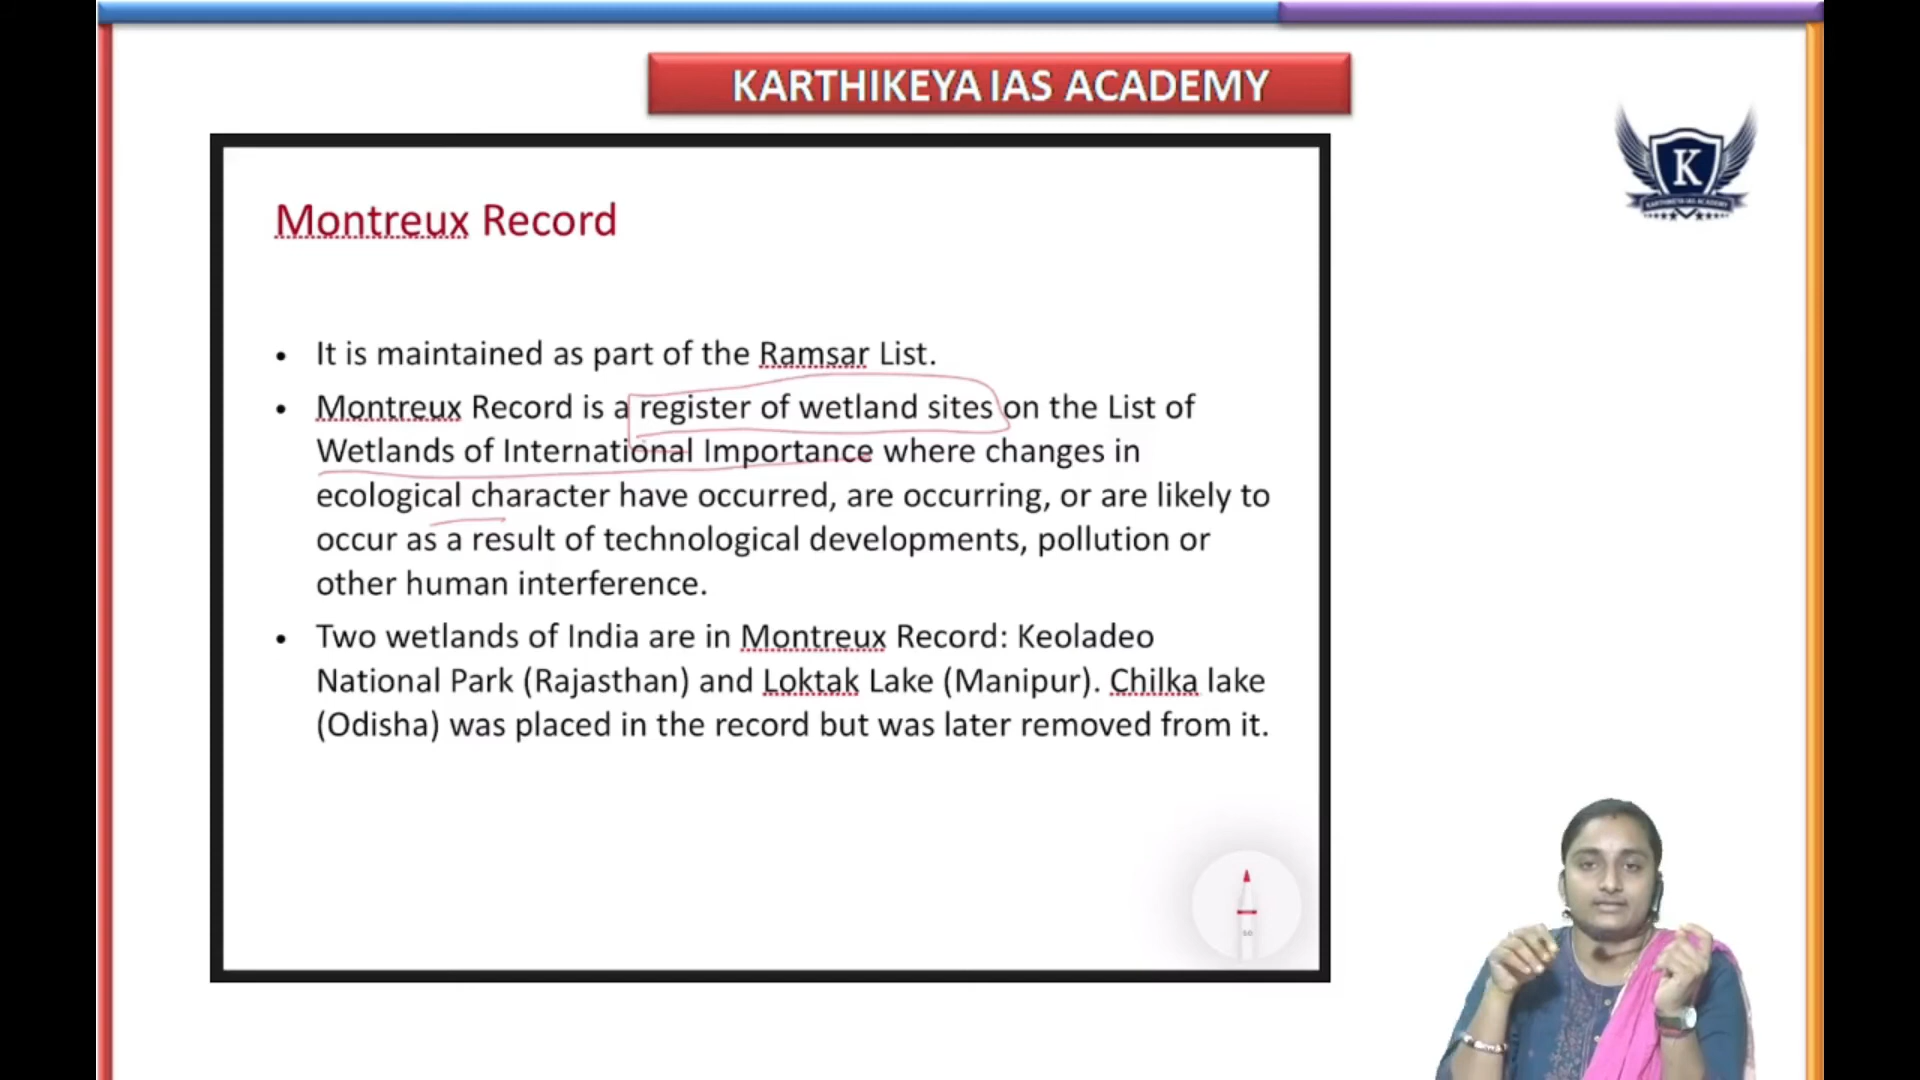 KARTHIKEYA IAS ACADEMY
K
KARTHIKEYA IAS ACADEMY
Montreux Record
• It is maintained as part of the Ramsar List.
• Montreux Record is a register of wetland sites on the List of
Wetlands of International Importance where changes in
ecological character have occurred, are occurring, or are likely to
occur as a result of technological developments, pollution or
other human interference.
• Two wetlands of India are in Montreux Record: Keoladeo
National Park (Rajasthan) and Loktak Lake (Manipur). Chilka lake
(Odisha) was placed in the record but was later removed from it.